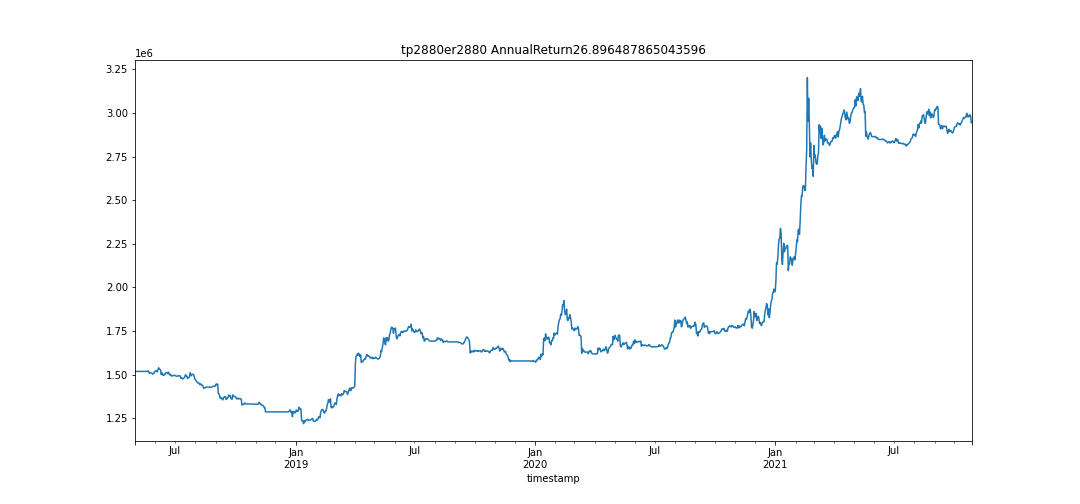 tp2880er2880 AnnualReturn26.896487865043596
1e6
3.25
3.00
2.75
2.50
2.25
2.00
1.75
1.50
1.25
Jul
Jan
2019
Jul
Jan
2020
Jul
Jan
2021
Jul
timestamp